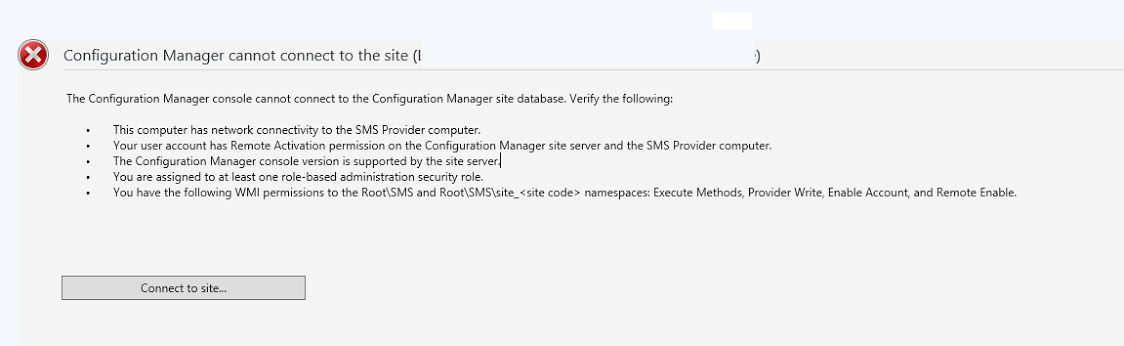 Configuration Manager cannot connect to the site ( )
The Configuration Manager console cannot connect to the Configuration Manager site database. Verify the following:
• This computer has network connectivity to the SMS Provider computer.
• Your user account has Remote Activation permission on the Configuration Manager site server and the SMS Provider computer.
• The Configuration Manager console version is supported by the site server.
• You are assigned to at least one role-based administration security role.
• You have the following WMI permissions to the Root\SMS and Root\SMS\site_<site code> namespaces: Execute Methods, Provider Write, Enable Account, and Remote Enable.
Connect to site...